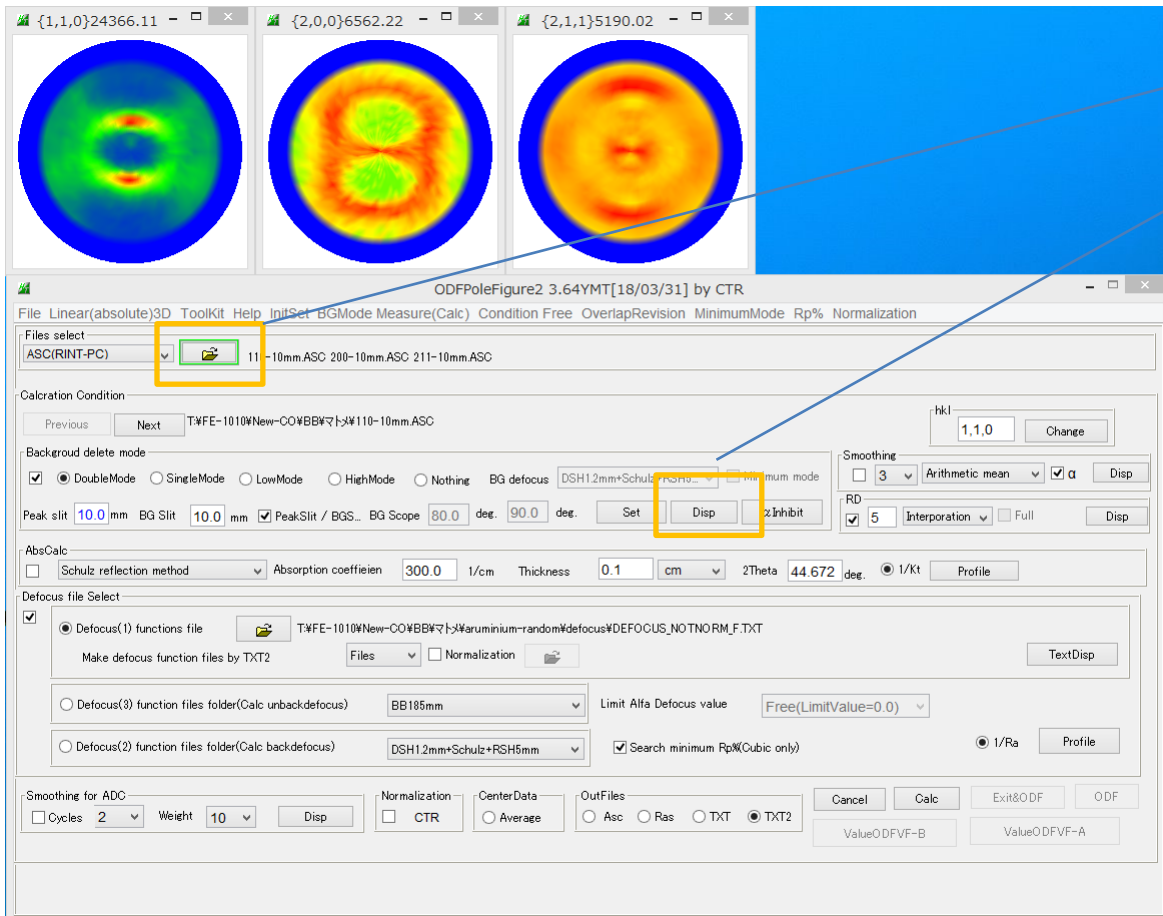 {1,1,0}24366.11
{2,0,0}6562.22
{2,1,1}5190.02
ODFPoleFigure2 3.64YMT[18/03/31] by CTR
File Linear(absolute)3D ToolKit Help InitSet BGMode Measure(Calc) Condition Free OverlapRevision MinimumMode Rp% Normalization
Files select
ASC(RINT-PC) 110-10mm.ASC 200-10mm.ASC 211-10mm.ASC
Calcration Condition
Previous Next T:¥FE-1010¥New-CO¥BB¥マトメ¥110-10mm.ASC
hkl
1,1,0 Change
Backgroud delete mode
DoubleMode SingleMode LowMode HighMode Nothing BG defocus DSH1.2mm+Schulz+RSH5... Minimum mode
Peak slit 10.0 mm BG Slit 10.0 mm PeakSlit / BGS... BG Scope 80.0 deg. 90.0 deg. Set Disp Inhibit
Smoothing
3 Arithmetic mean α Disp
RD
5 Interporation Full Disp
AbsCalc
Schulz reflection method Absorption coeffieien 300.0 1/cm Thickness 0.1 cm 2Theta 44.672 deg. 1/Kt Profile
Defocus file Select
Defocus(1) functions file T:¥FE-1010¥New-CO¥BB¥マトメ¥aruminium-random¥defocus¥DEFOCUS_NOTNORM_F.TXT
Make defocus function files by TXT2 Files Normalization TextDisp
Defocus(3) function files folder(Calc unbackdefocus) BB185mm Limit Alfa Defocus value Free(LimitValue=0.0)
Defocus(2) function files folder(Calc backdefocus) DSH1.2mm+Schulz+RSH5mm Search minimum Rp%(Cubic only) 1/Ra Profile
Smoothing for ADC
Cycles 2 Weight 10 Disp
Normalization
CTR
CenterData
Average
OutFiles
Asc Ras TXT TXT2
Cancel Calc Exit&ODF ODF
ValueODFVF-B ValueODFVF-A